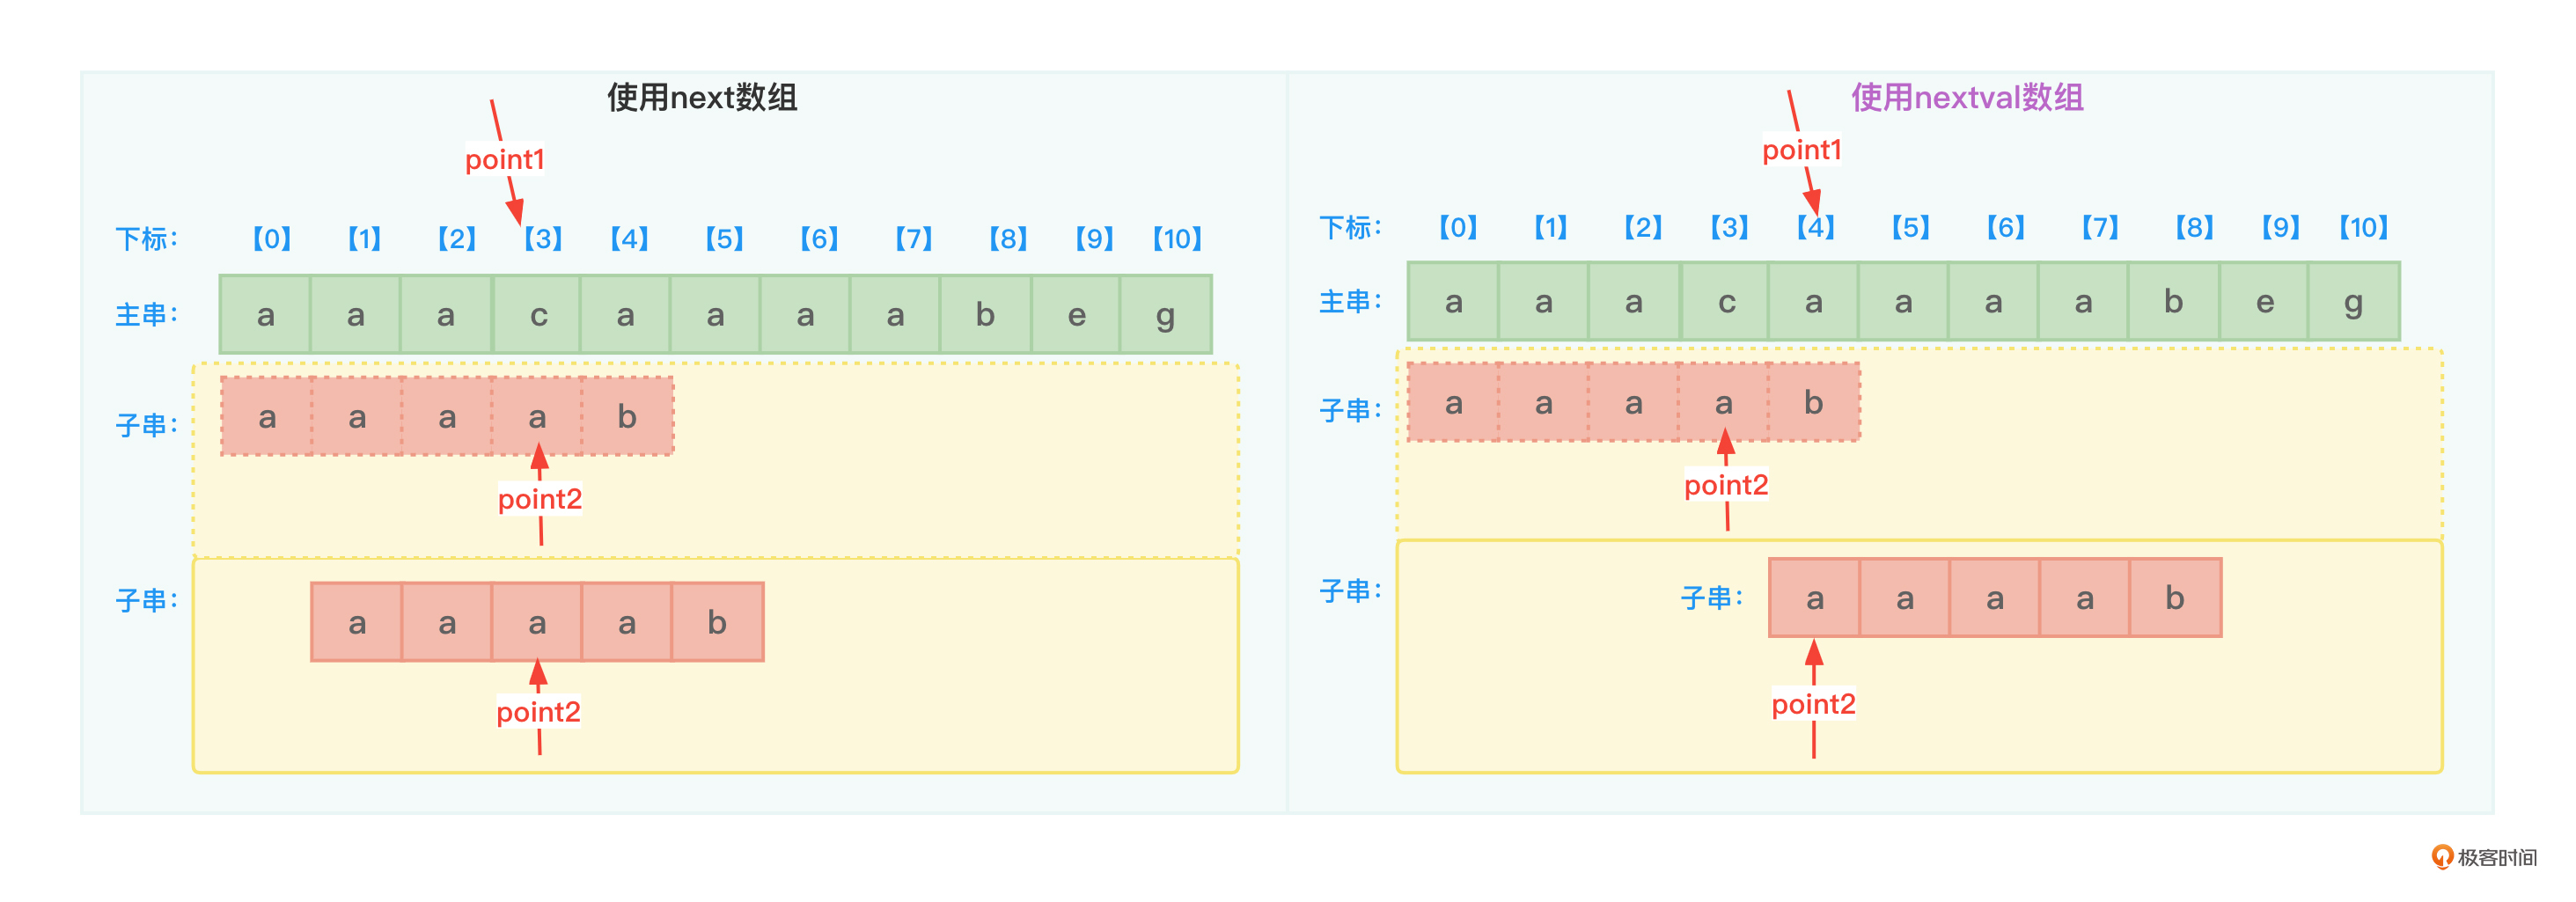 使用next数组
point1
下标: 【0】 【1】 【2】 【3】 【4】 【5】 【6】 【7】 【8】 【9】 【10】
主串: a a a c a a a a b e g
子串: a a a a b
point2
子串: a a a a b
point2
使用nextval数组
point1
下标: 【0】 【1】 【2】 【3】 【4】 【5】 【6】 【7】 【8】 【9】 【10】
主串: a a a c a a a a b e g
子串: a a a a b
point2
子串: 子串: a a a a b
point2
极客时间